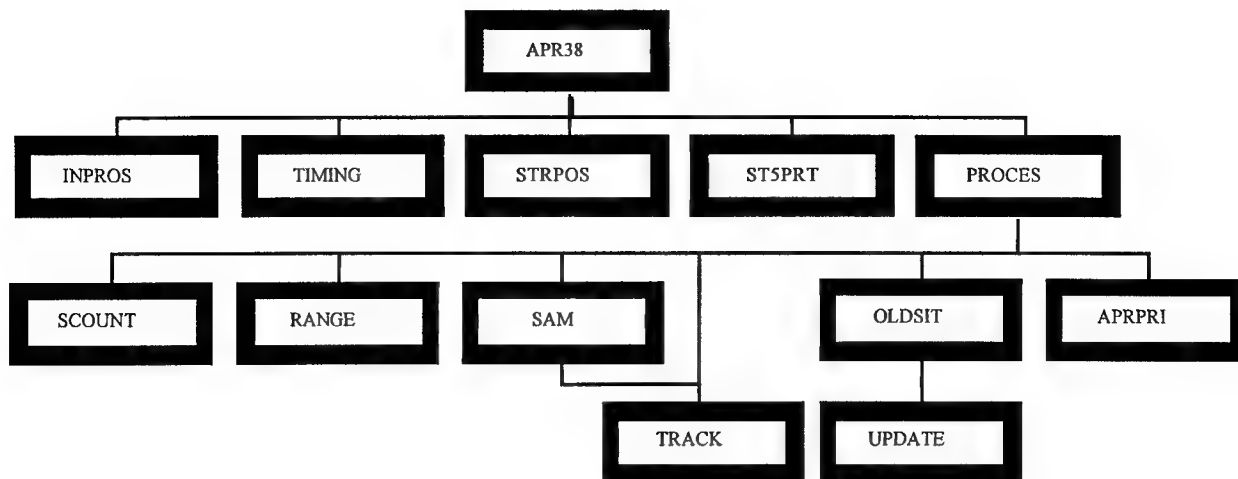 APR38
INPROS
TIMING
STRPOS
ST5PRT
PROCES
SCOUNT
RANGE
SAM
OLDSIT
APRPRI
TRACK
UPDATE